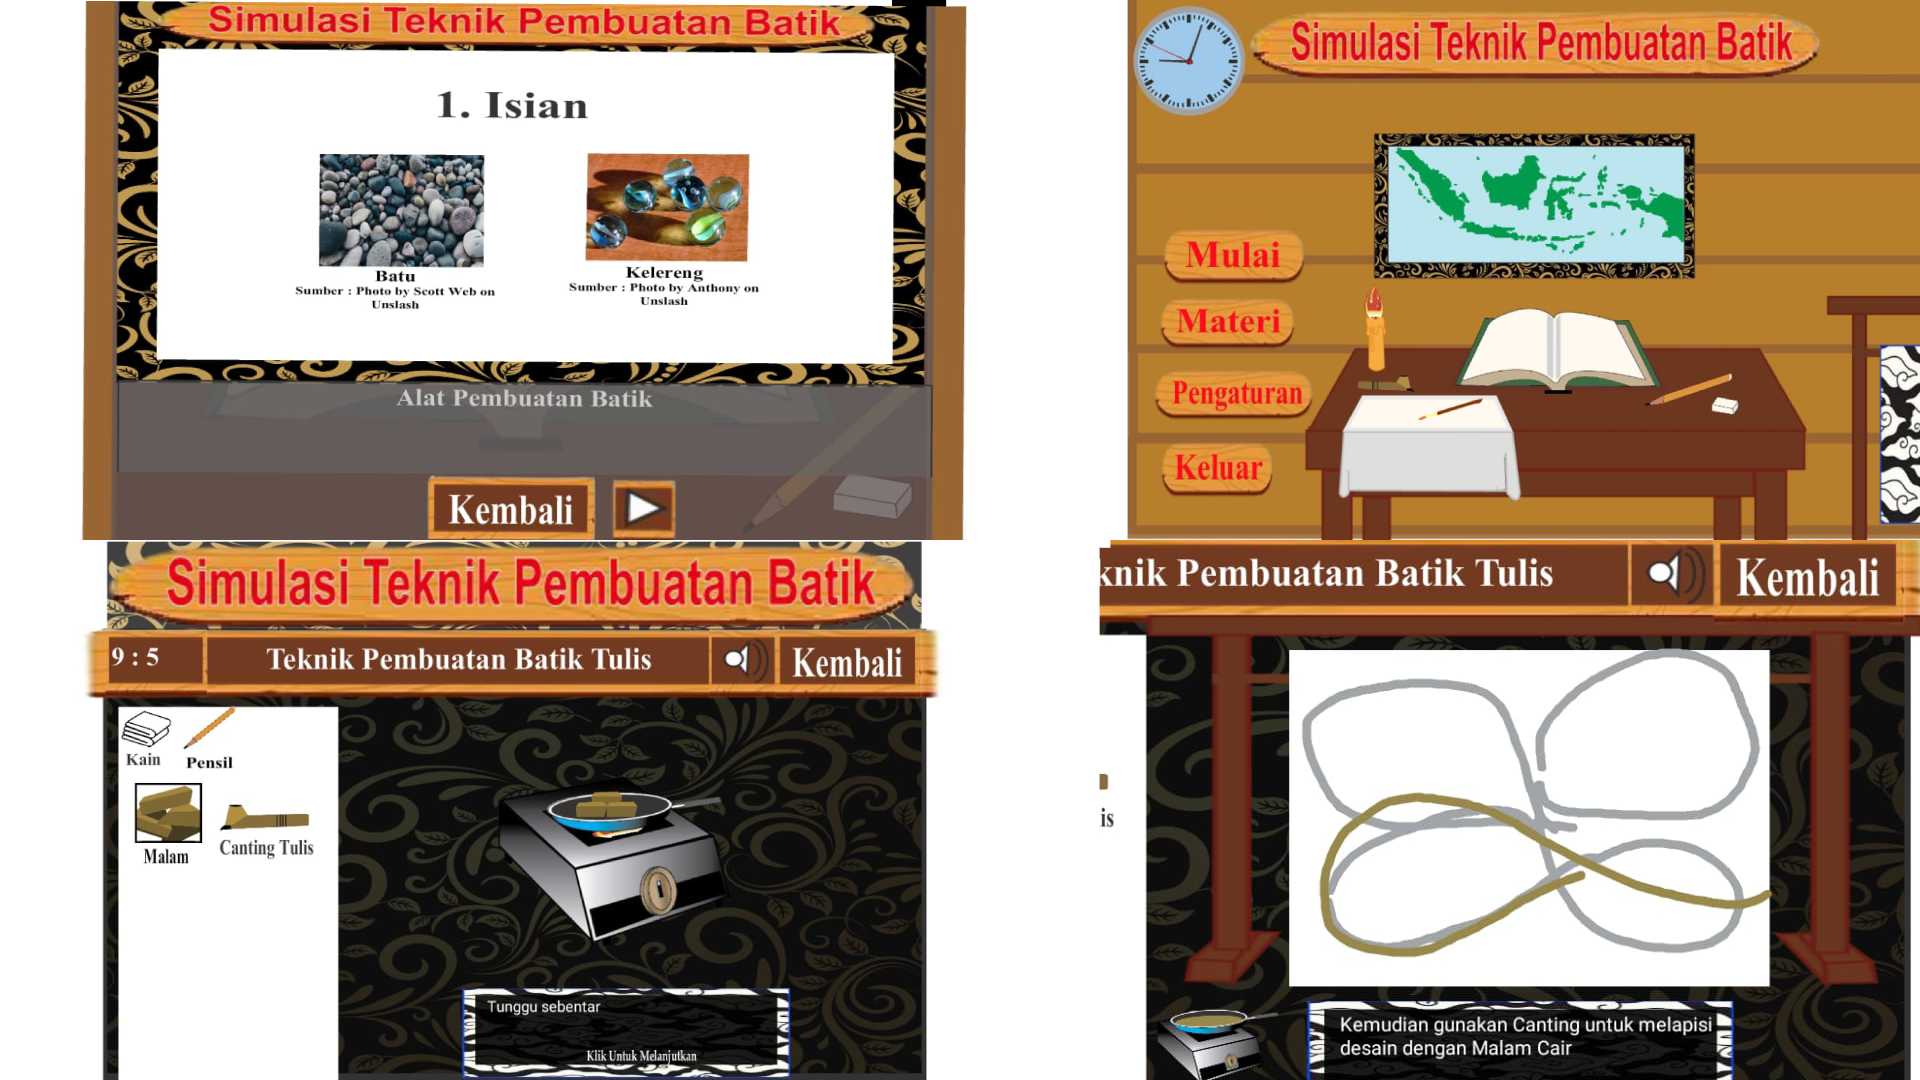 Simulasi Teknik Pembuatan Batik
1. Isian
Batu
Sumber : Photo by Scott Web on
Unslash
Kelereng
Sumber : Photo by Anthony on
Unslash
Alat Pembuatan Batik
Kembali
Simulasi Teknik Pembuatan Batik
Mulai
Materi
Pengaturan
Keluar
Simulasi Teknik Pembuatan Batik
9 : 5
Teknik Pembuatan Batik Tulis
Kembali
Kain
Pensil
Malam
Canting Tulis
Tunggu sebentar
Klik Untuk Melanjutkan
knik Pembuatan Batik Tulis
Kembali
is
Kemudian gunakan Canting untuk melapisi
desain dengan Malam Cair